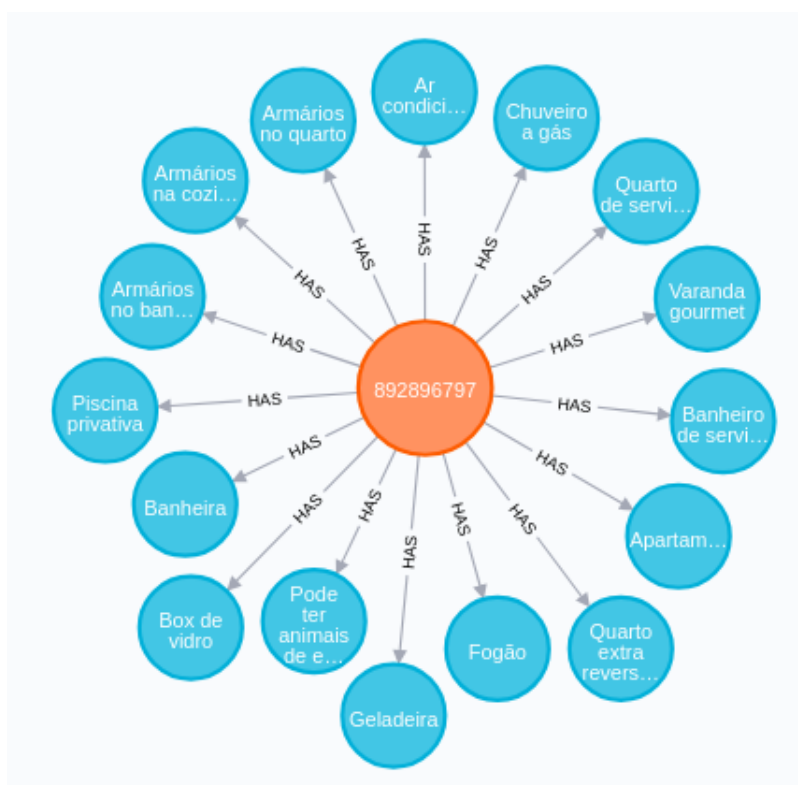 Ar
condici…
Armários
no quarto
Chuveiro
a gás
Armários
na cozi…
Quarto
de servi…
HAS
HAS
HAS
HAS
HAS
Armários
no ban…
Varanda
gourmet
HAS
HAS
Piscina
privativa
HAS
892896797
HAS
Banheiro
de servi…
HAS
HAS
Banheira
HAS
HAS
HAS
HAS
HAS
Apartam…
Box de
vidro
Pode
ter
animais
de e…
Fogão
Quarto
extra
revers…
Geladeira